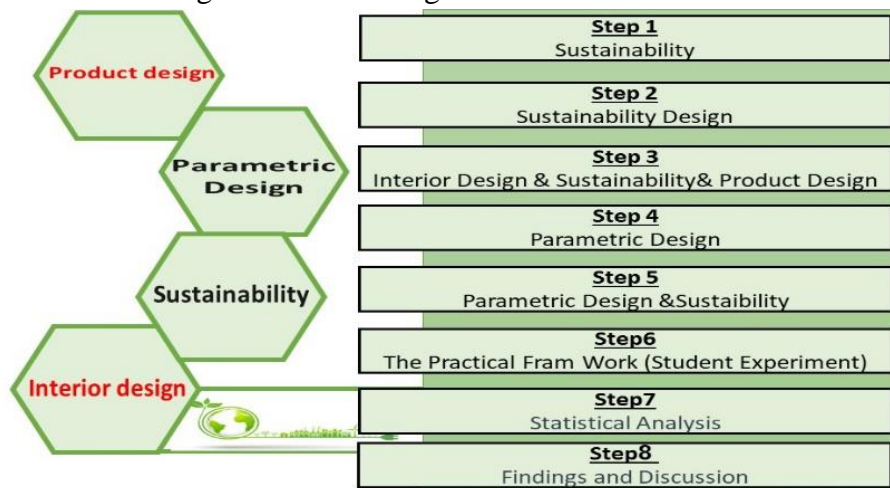 Product design
Parametric
Design
Sustainability
Interior design
Step 1
Sustainability
Step 2
Sustainability Design
Step 3
Interior Design & Sustainability& Product Design
Step 4
Parametric Design
Step 5
Parametric Design &Sustaibility
Step6
The Practical Fram Work (Student Experiment)
Step7
Statistical Analysis
Step8
Findings and Discussion